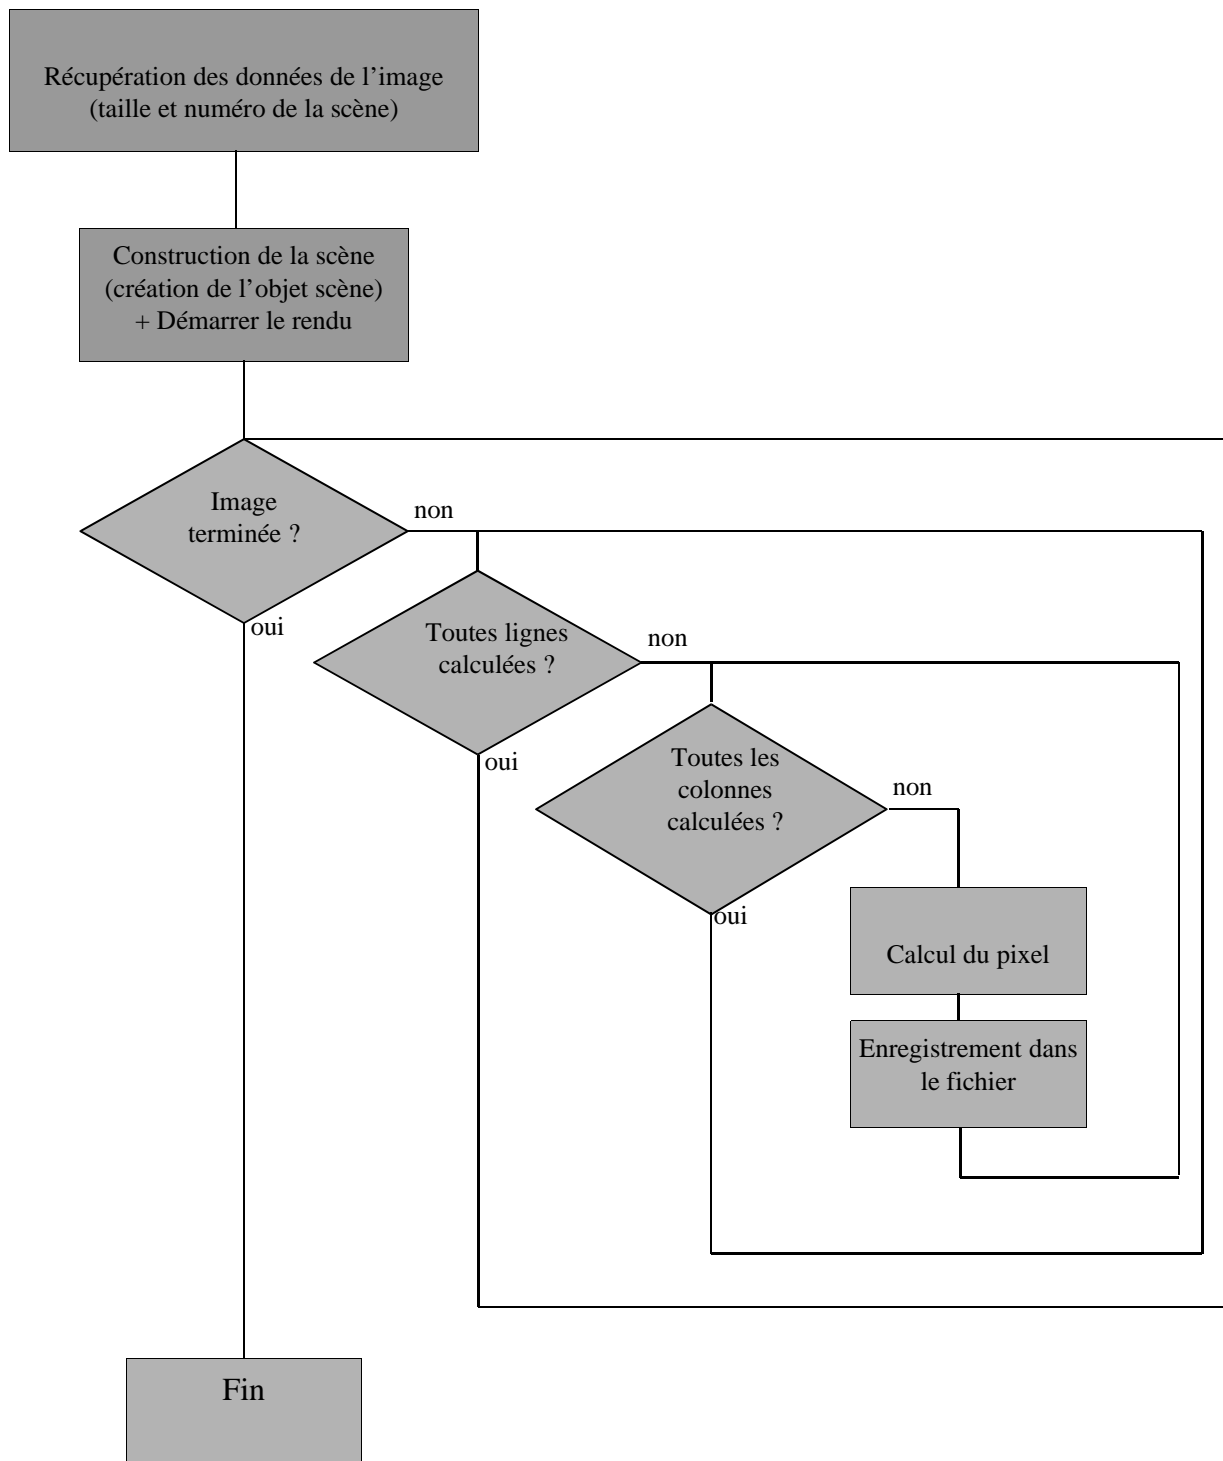 Récupération des données de l’image
(taille et numéro de la scène)
Construction de la scène
(création de l’objet scène)
+ Démarrer le rendu
Image
terminée ?
non
oui
Toutes lignes
calculées ?
non
oui
Toutes les
colonnes
calculées ?
non
oui
Calcul du pixel
Enregistrement dans
le fichier
Fin